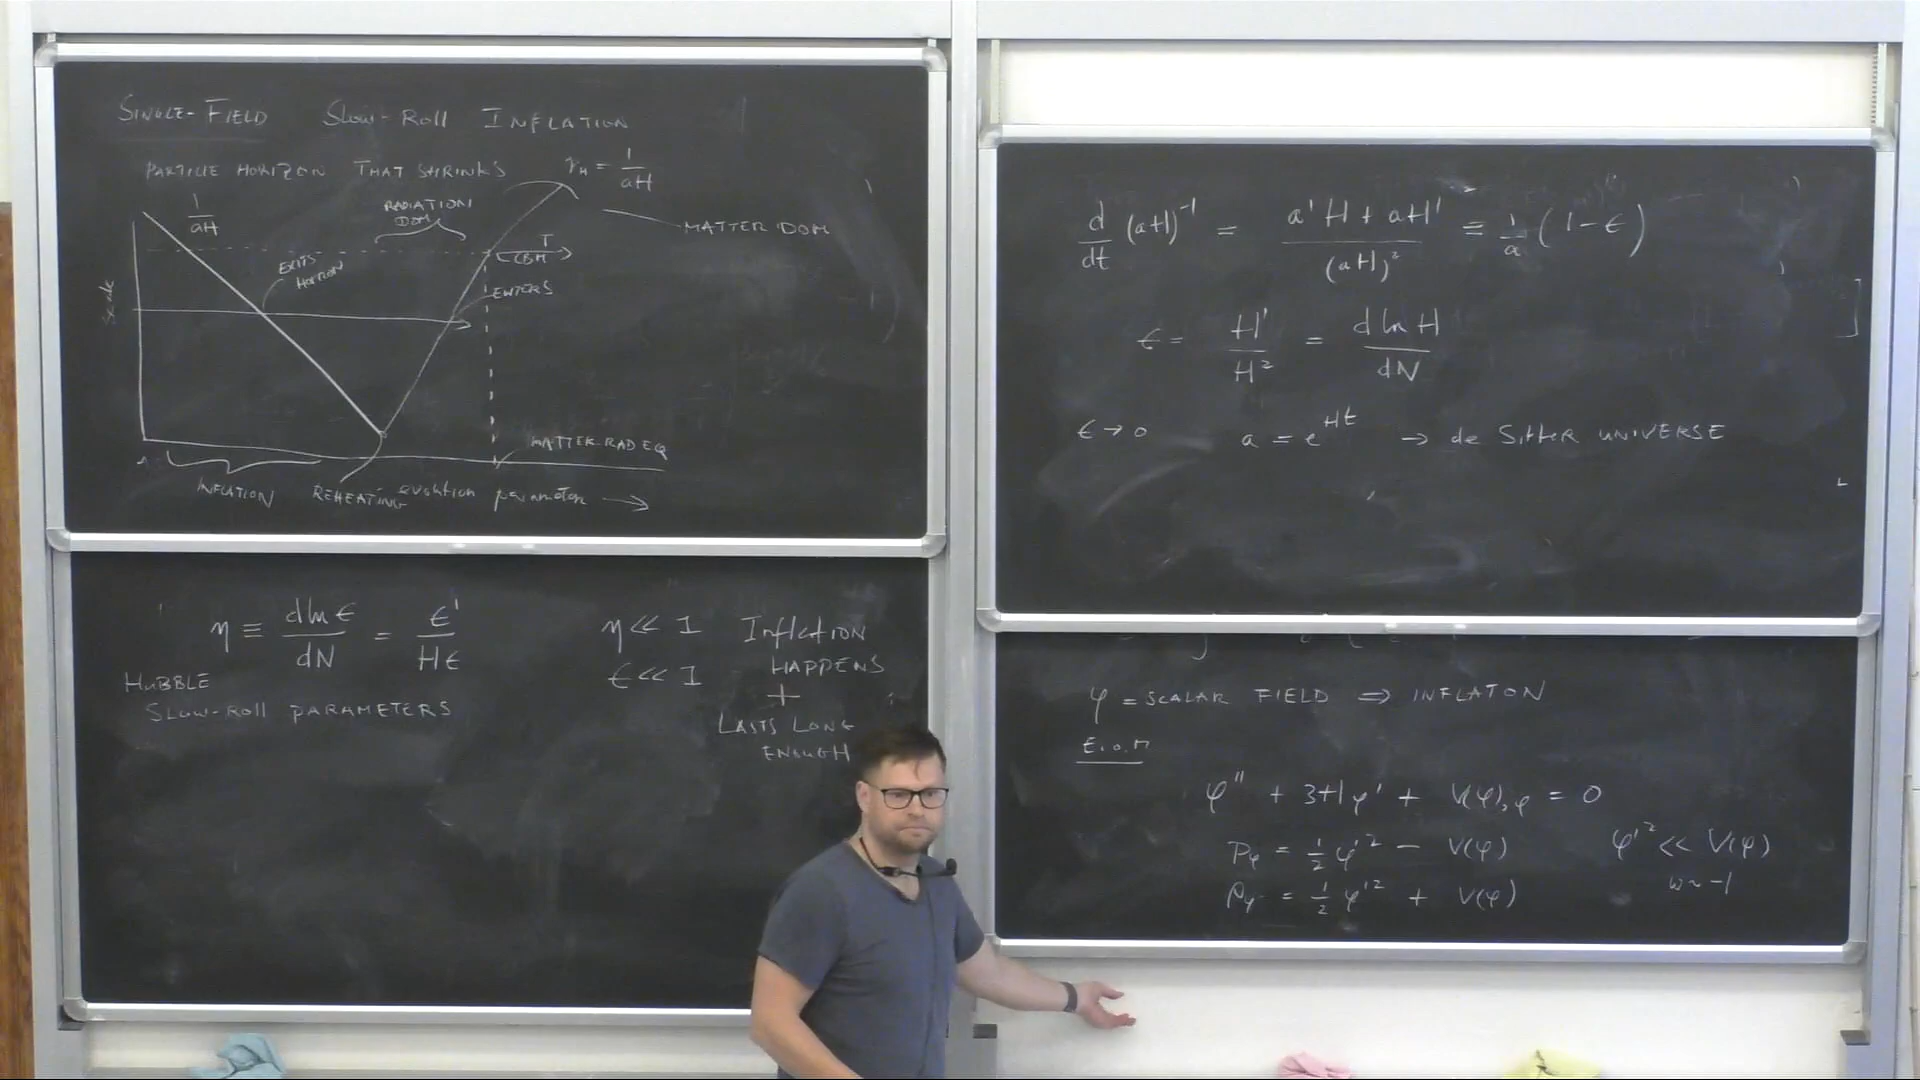 SINGLE-FIELD SLOW-ROLL INFLATION
PARTICLE HORIZON THAT SHRINKS
r_H = 1/(aH)
1/(aH)
RADIATION
DOM
MATTER DOM
EXITS
HORIZON
ENTERS
Scale
MATTER-RAD EQ
INFLATION
REHEATING
evolution parameter →
η ≡ d ln ε / dN = ε' / Hε
HUBBLE
SLOW-ROLL PARAMETERS
η << 1 Inflation
ε << 1 HAPPENS
+
LASTS LONG
ENOUGH
d/dt (aH)^-1 = (a'H + aH') / (aH)^2 ≡ 1/a (1 - ε)
ε = H'/H^2 = d ln H / dN
ε → 0 a = e^Ht → de Sitter UNIVERSE
φ = SCALAR FIELD ⇒ INFLATON
E.o.M
φ'' + 3Hφ' + V(φ),φ = 0
P_φ = 1/2 φ'^2 - V(φ)
ρ_φ = 1/2 φ'^2 + V(φ)
φ'^2 << V(φ)
w ~ -1